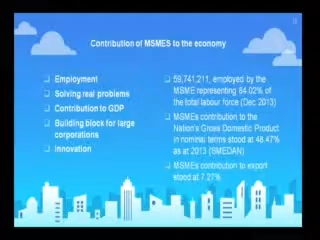 Contribution of MSMES to the economy
Employment
Solving real problems
Contribution to GDP
Building block for large
corporations
Innovation
59,741,211, employed by the
MSME representing 84.02% of
the total labour force (Dec 2013)
MSMEs contribution to the
Nation's Gross Domestic Product
in nominal terms stood at 48.47%
as at 2013 (SMEDAN)
MSMEs contribution to export
stood at 7.27%